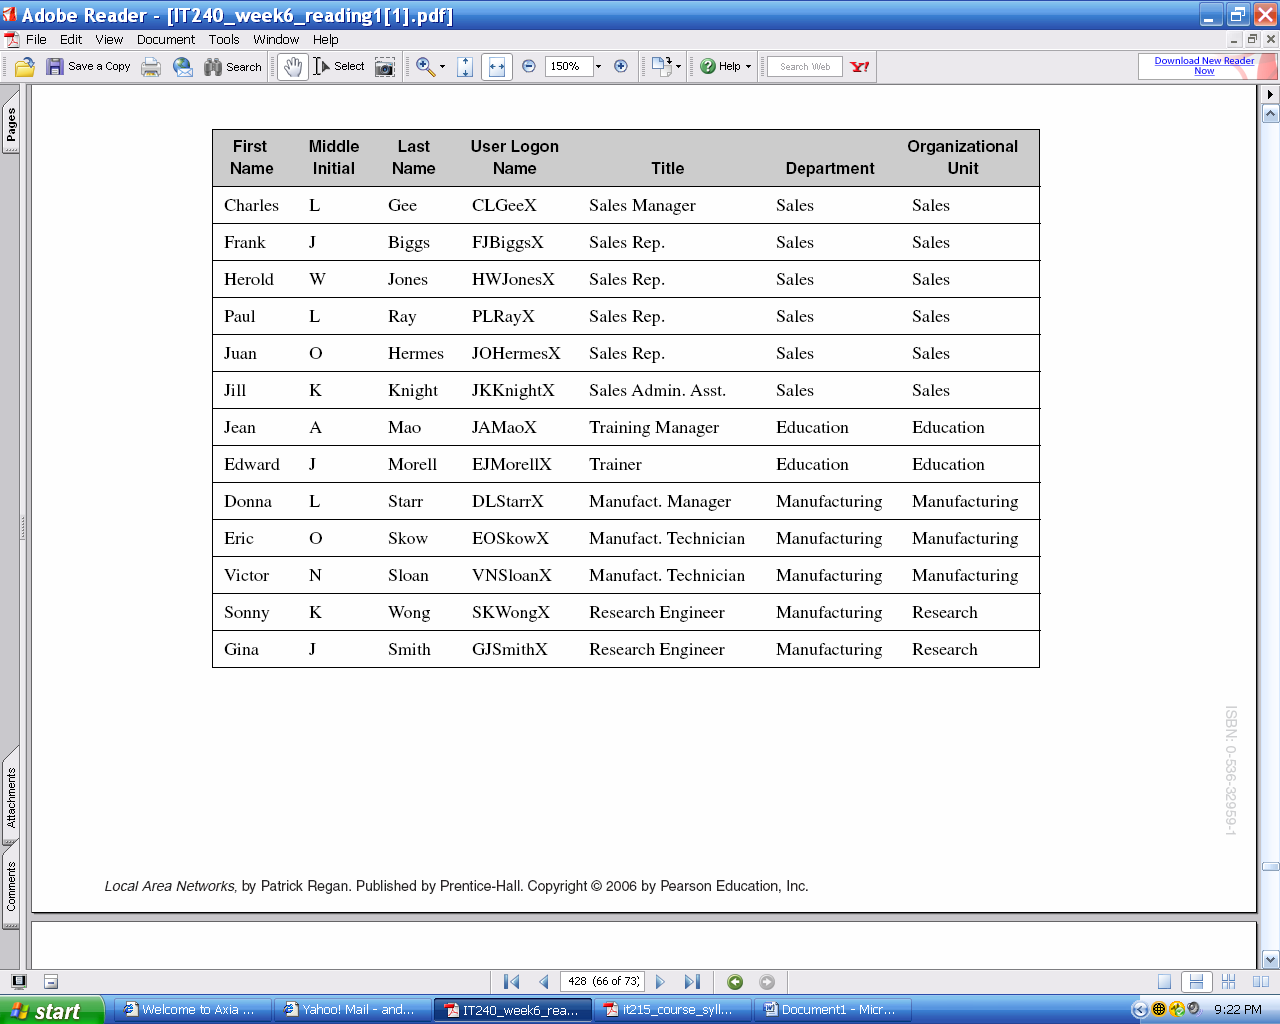 Adobe Reader - [IT240_week6_reading1[1].pdf]
File Edit View Document Tools Window Help
Save a Copy Search Select 150% Help Search Web Y! Download New Reader Now
Pages
First Name Middle Initial Last Name User Logon Name Title Department Organizational Unit
Charles L Gee CLGeeX Sales Manager Sales Sales
Frank J Biggs FJBiggsX Sales Rep. Sales Sales
Herold W Jones HWJonesX Sales Rep. Sales Sales
Paul L Ray PLRayX Sales Rep. Sales Sales
Juan O Hermes JOHermesX Sales Rep. Sales Sales
Jill K Knight JKKnightX Sales Admin. Asst. Sales Sales
Jean A Mao JAMaoX Training Manager Education Education
Edward J Morell EJMorellX Trainer Education Education
Donna L Starr DLStarrX Manufact. Manager Manufacturing Manufacturing
Eric O Skow EOSkowX Manufact. Technician Manufacturing Manufacturing
Victor N Sloan VNSloanX Manufact. Technician Manufacturing Manufacturing
Sonny K Wong SKWongX Research Engineer Manufacturing Research
Gina J Smith GJSmithX Research Engineer Manufacturing Research
ISBN: 0-536-32959-1
Attachments
Comments
Local Area Networks, by Patrick Regan. Published by Prentice-Hall. Copyright © 2006 by Pearson Education, Inc.
428 (66 of 73)
start Welcome to Axia ... Yahoo! Mail - and... IT240_week6_rea... it215_course_syll... Document1 - Micr... 9:22 PM